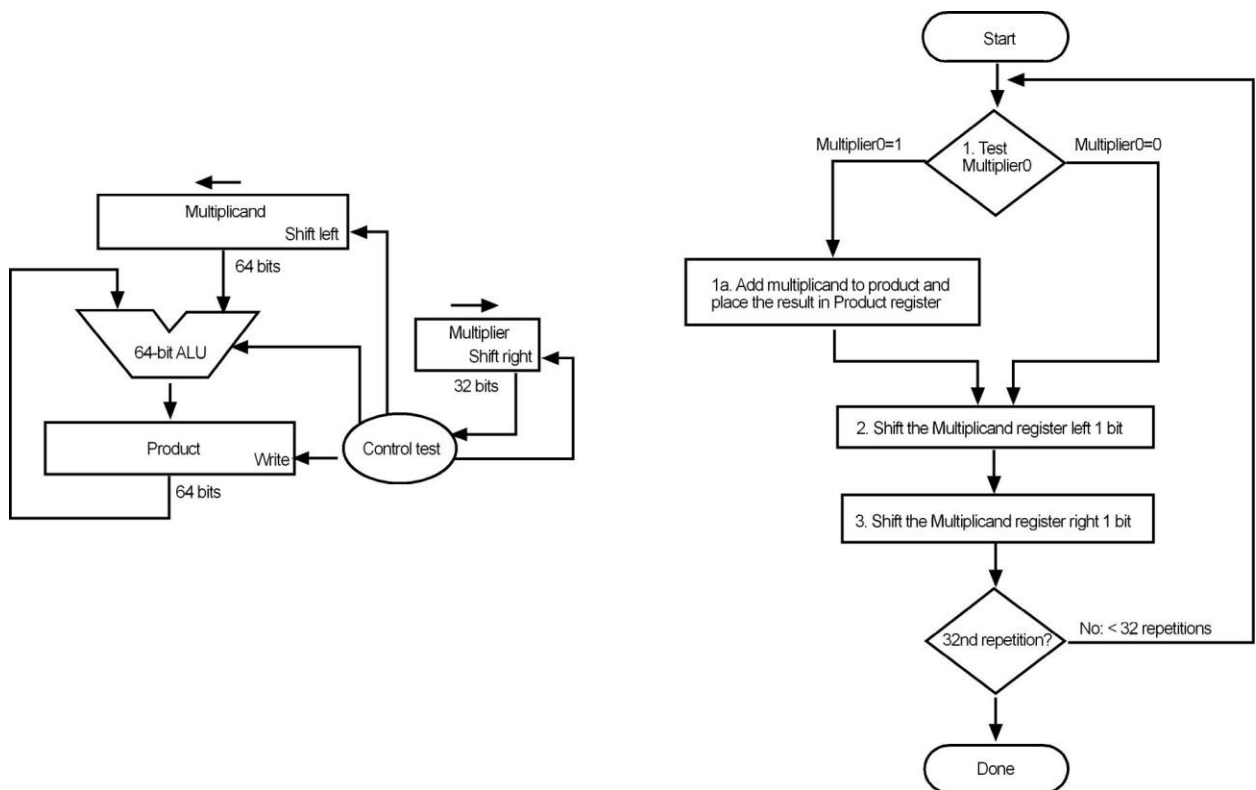 Multiplicand
Shift left
64 bits
64-bit ALU
Multiplier
Shift right
32 bits
Product
Write
64 bits
Control test
Start
Multiplier0=1
1. Test
Multiplier0
Multiplier0=0
1a. Add multiplicand to product and
place the result in Product register
2. Shift the Multiplicand register left 1 bit
3. Shift the Multiplicand register right 1 bit
32nd repetition?
No: < 32 repetitions
Done